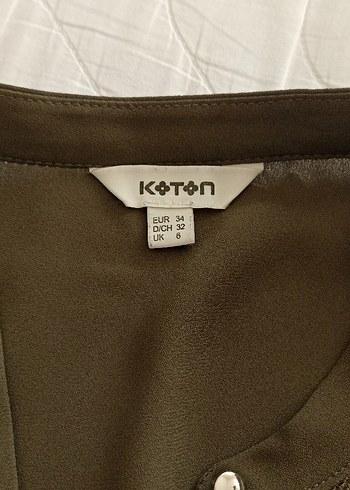 KOTON
EUR 34
D/CH 32
UK 6